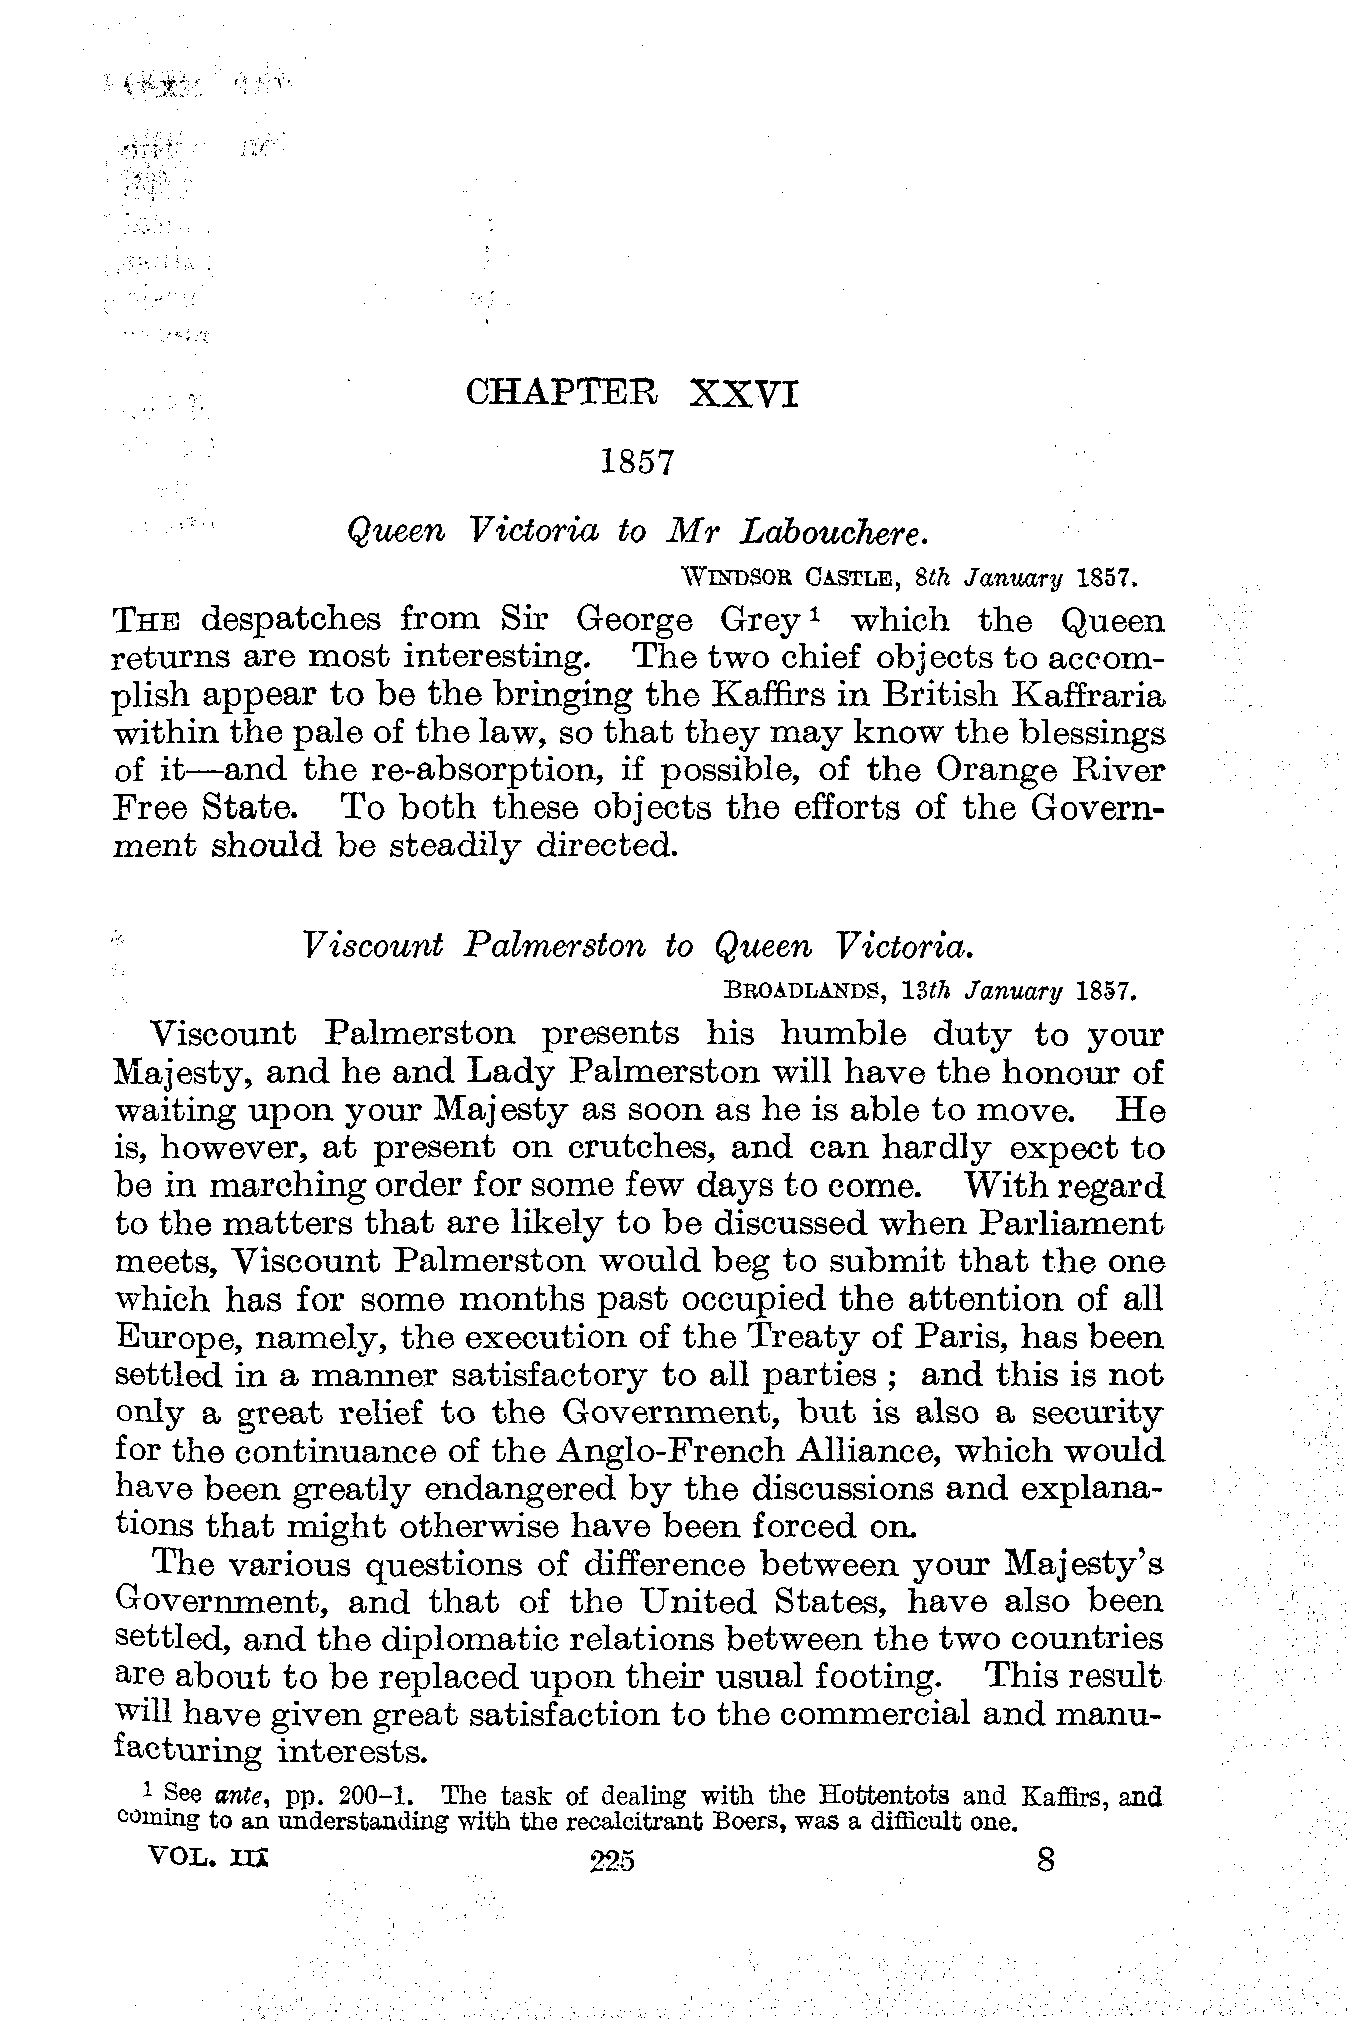 CHAPTER XXVI
1857
Queen Victoria to Mr Labouchere.
WINDSOR CASTLE, 8th January 1857.
THE despatches from Sir George Grey¹ which the Queen
returns are most interesting. The two chief objects to accom-
plish appear to be the bringing the Kaffirs in British Kaffraria
within the pale of the law, so that they may know the blessings
of it—and the re-absorption, if possible, of the Orange River
Free State. To both these objects the efforts of the Govern-
ment should be steadily directed.
Viscount Palmerston to Queen Victoria.
BROADLANDS, 13th January 1857.
Viscount Palmerston presents his humble duty to your
Majesty, and he and Lady Palmerston will have the honour of
waiting upon your Majesty as soon as he is able to move. He
is, however, at present on crutches, and can hardly expect to
be in marching order for some few days to come. With regard
to the matters that are likely to be discussed when Parliament
meets, Viscount Palmerston would beg to submit that the one
which has for some months past occupied the attention of all
Europe, namely, the execution of the Treaty of Paris, has been
settled in a manner satisfactory to all parties ; and this is not
only a great relief to the Government, but is also a security
for the continuance of the Anglo-French Alliance, which would
have been greatly endangered by the discussions and explana-
tions that might otherwise have been forced on.
The various questions of difference between your Majesty's
Government, and that of the United States, have also been
settled, and the diplomatic relations between the two countries
are about to be replaced upon their usual footing. This result
will have given great satisfaction to the commercial and manu-
facturing interests.
¹ See ante, pp. 200-1. The task of dealing with the Hottentots and Kaffirs, and
coming to an understanding with the recalcitrant Boers, was a difficult one.
VOL. III 225 8